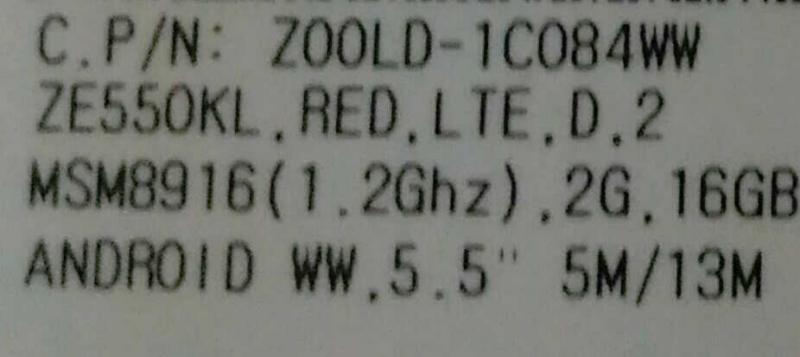 C.P/N: Z00LD-1C084WW
ZE550KL,RED,LTE,D,2
MSM8916(1.2Ghz),2G,16GB
ANDROID WW,5.5" 5M/13M